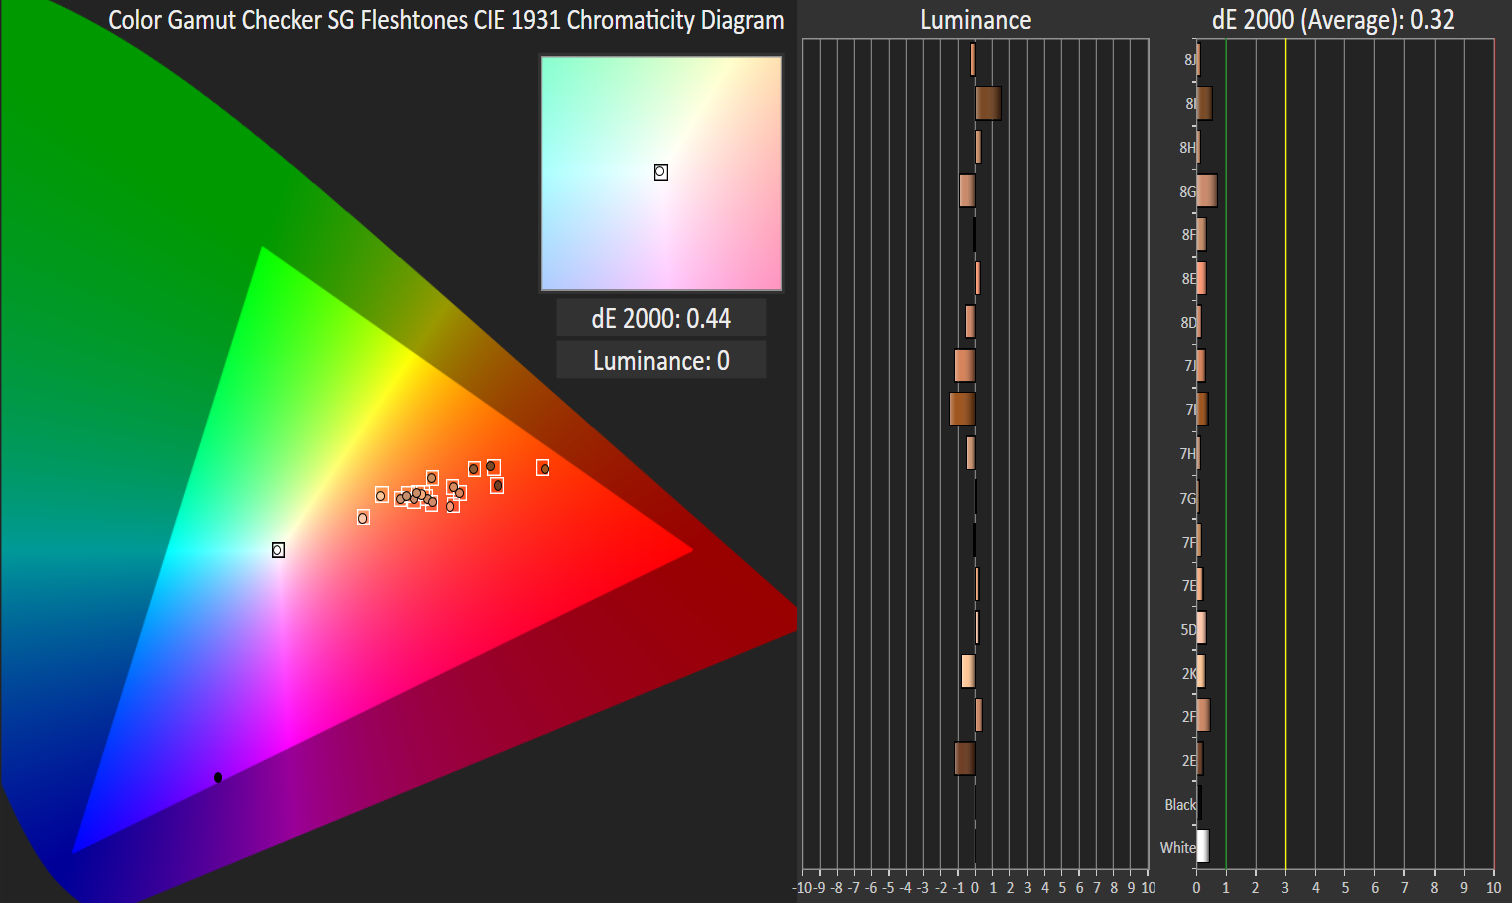 Color Gamut Checker SG Fleshtones CIE 1931 Chromaticity Diagram
dE 2000: 0.44
Luminance: 0
Luminance
-10 -9 -8 -7 -6 -5 -4 -3 -2 -1 0 1 2 3 4 5 6 7 8 9 10
dE 2000 (Average): 0.32
8J
8I
8H
8G
8F
8E
8D
7J
7I
7H
7G
7F
7E
5D
2K
2F
2E
Black
White
0 1 2 3 4 5 6 7 8 9 10